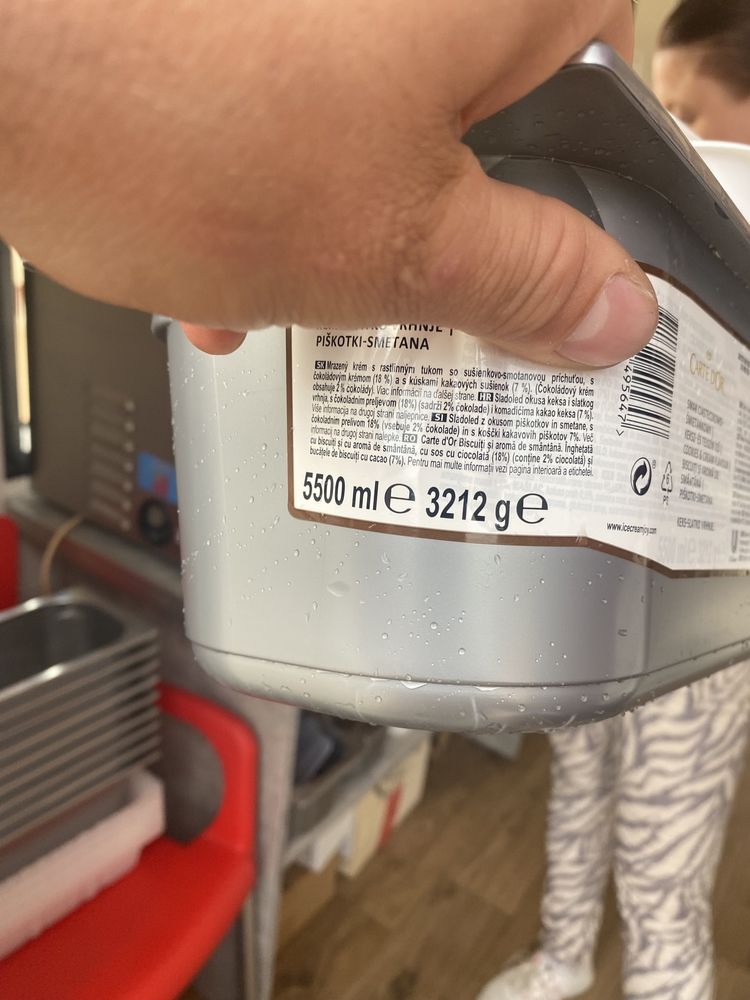 PIŠKOTKI-SMETANA
SK Mrazený krém s rastlinným tukom so sušienkovo-smotanovou príchuťou, s
čokoládovým krémom (18 %) a s kúskami kakaových sušienok (7 %). (Čokoládový krém
obsahuje 2% čokolády). Viac informácií na ďalšej strane. HR Sladoled okusa keksa i slatkog
vrhnja, s čokoladnim preljevom (18%) (sadrži 2% čokolade) i komadićima kakao keksa (7%).
Više informacija na drugoj strani naljepnice. SI Sladoled z okusom piškotkov in smetane, s
čokoladnim prelivom 18% (vsebuje 2% čokolade) in s koščki kakavovih piškotov 7%. Več
informacij na drugi strani nalepke. RO Carte d'Or Biscuiți și aromă de smântână. Înghețată
cu biscuiți și cu aromă de smântână, cu sos cu ciocolată (18%) (conține 2% ciocolată) și
bucățele de biscuiți cu cacao (7%). Pentru mai multe informații vezi pagina interioară a etichetei.
5500 ml e 3212 g e
495641
>
PC
www.icecreamjoy.com
CARTE D'OR